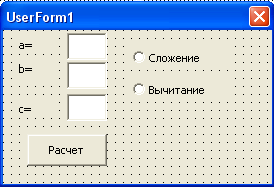 UserForm1
a=
b=
c=
Сложение
Вычитание
Расчет